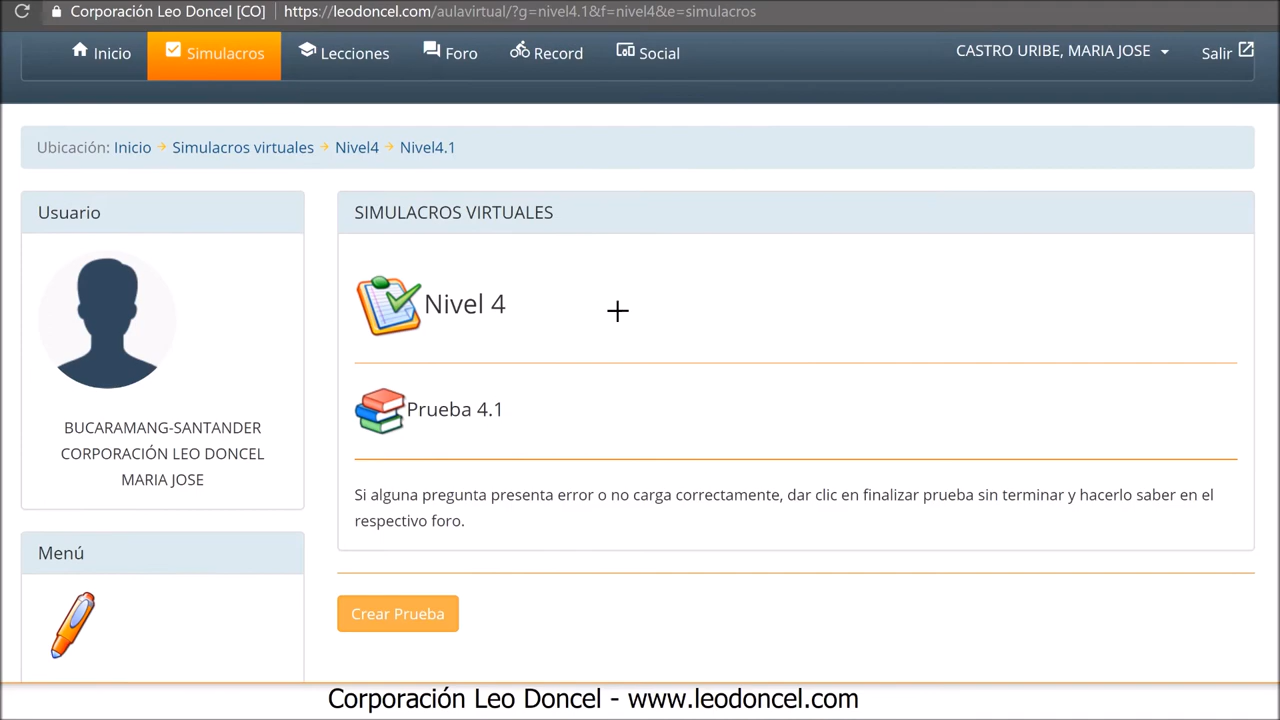 Corporación Leo Doncel [CO] https://leodoncel.com/aulavirtual/?g=nivel4.1&f=nivel4&e=simulacros
Inicio Simulacros Lecciones Foro Record Social CASTRO URIBE, MARIA JOSE Salir
Ubicación: Inicio Simulacros virtuales Nivel4 Nivel4.1
Usuario
BUCARAMANG-SANTANDER
CORPORACIÓN LEO DONCEL
MARIA JOSE
Menú
SIMULACROS VIRTUALES
Nivel 4
Prueba 4.1
Si alguna pregunta presenta error o no carga correctamente, dar clic en finalizar prueba sin terminar y hacerlo saber en el
respectivo foro.
Crear Prueba
Corporación Leo Doncel - www.leodoncel.com